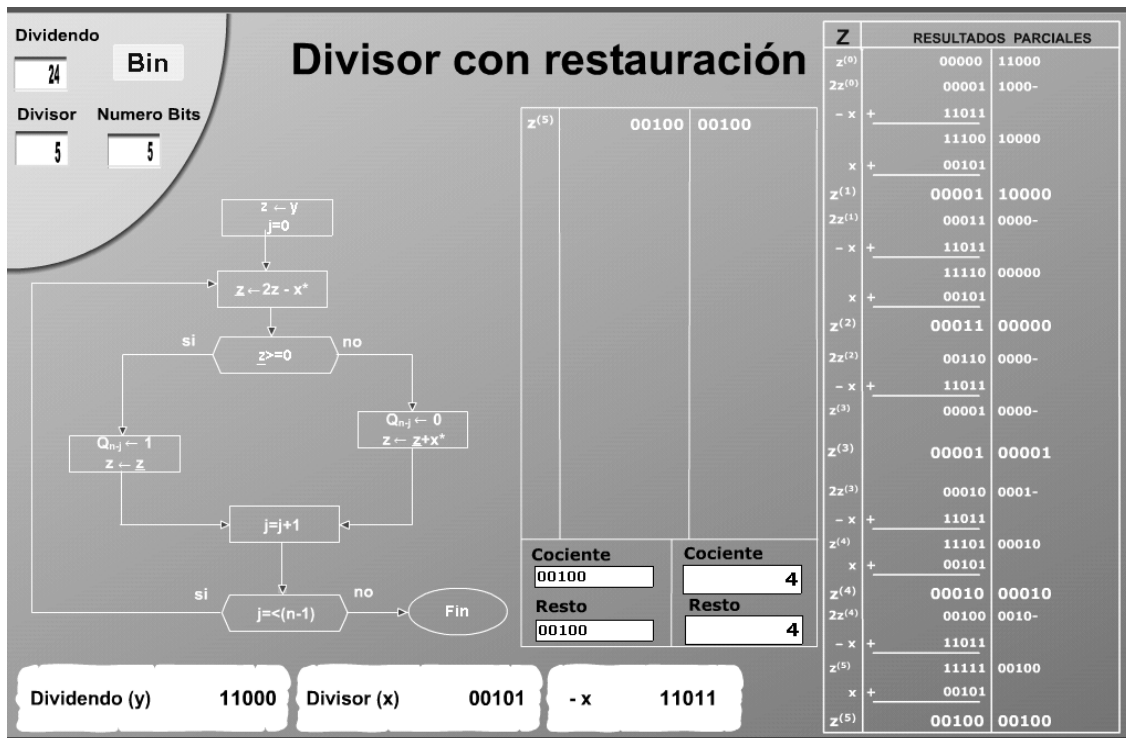 Dividendo
24
Bin
Divisor
Numero Bits
5
5
Divisor con restauración
z ← y
j=0
z ←2z - x*
si
z>=0
no
Qn-j ← 1
z ← z
Qn-j ← 0
z ← z+x*
j=j+1
si
j=<(n-1)
no
Fin
z(5) 00100 00100
Cociente
00100
Cociente
4
Resto
00100
Resto
4
Dividendo (y) 11000
Divisor (x) 00101
- x 11011
Z RESULTADOS PARCIALES
z(0) 00000 11000
2z(0) 00001 1000-
– x + 11011
11100 10000
x + 00101
z(1) 00001 10000
2z(1) 00011 0000-
– x + 11011
11110 00000
x + 00101
z(2) 00011 00000
2z(2) 00110 0000-
– x + 11011
z(3) 00001 0000-
z(3) 00001 00001
2z(3) 00010 0001-
– x + 11011
z(4) 11101 00010
x + 00101
z(4) 00010 00010
2z(4) 00100 0010-
– x + 11011
z(5) 11111 00100
x + 00101
z(5) 00100 00100